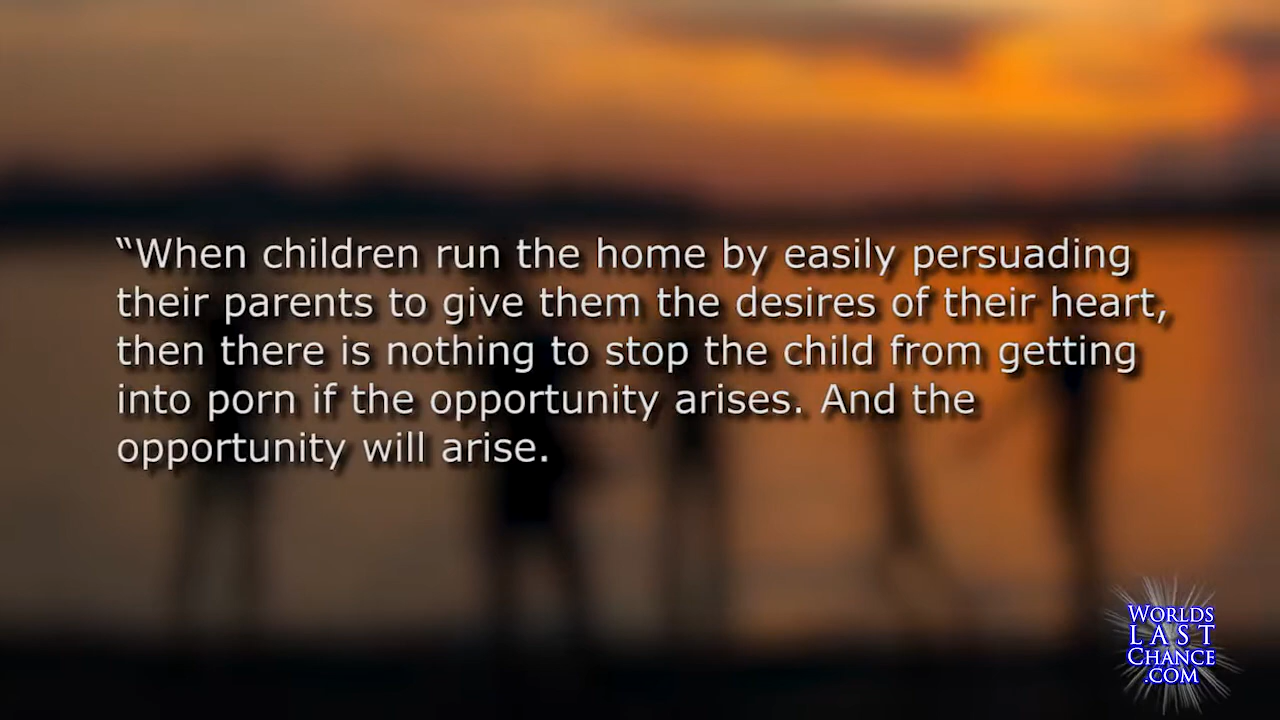 “When children run the home by easily persuading
their parents to give them the desires of their heart,
then there is nothing to stop the child from getting
into porn if the opportunity arises. And the
opportunity will arise.
WORLDS
LAST
CHANCE
.COM